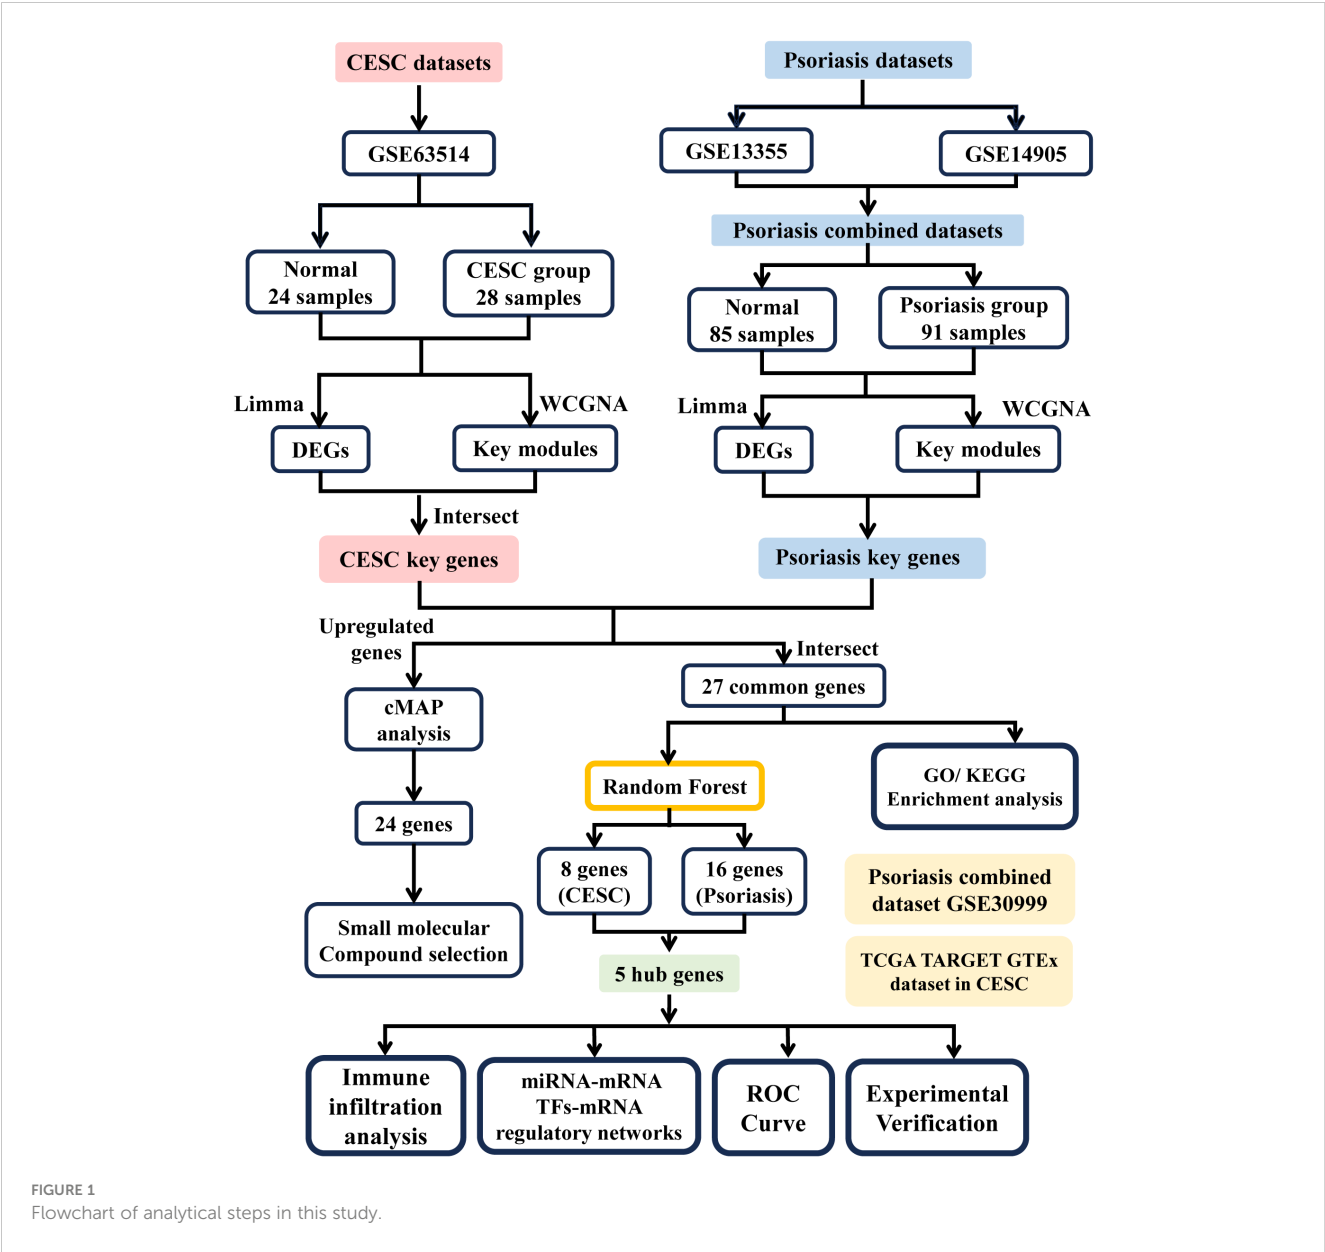 CESC datasets
Psoriasis datasets
GSE63514
GSE13355
GSE14905
Psoriasis combined datasets
Normal
24 samples
CESC group
28 samples
Normal
85 samples
Psoriasis group
91 samples
Limma
WCGNA
Limma
WCGNA
DEGs
Key modules
DEGs
Key modules
Intersect
CESC key genes
Psoriasis key genes
Upregulated
genes
Intersect
27 common genes
cMAP
analysis
Random Forest
GO/ KEGG
Enrichment analysis
24 genes
8 genes
(CESC)
16 genes
(Psoriasis)
Psoriasis combined
dataset GSE30999
Small molecular
Compound selection
5 hub genes
TCGA TARGET GTEx
dataset in CESC
Immune
infiltration
analysis
miRNA-mRNA
TFs-mRNA
regulatory networks
ROC
Curve
Experimental
Verification
FIGURE 1
Flowchart of analytical steps in this study.